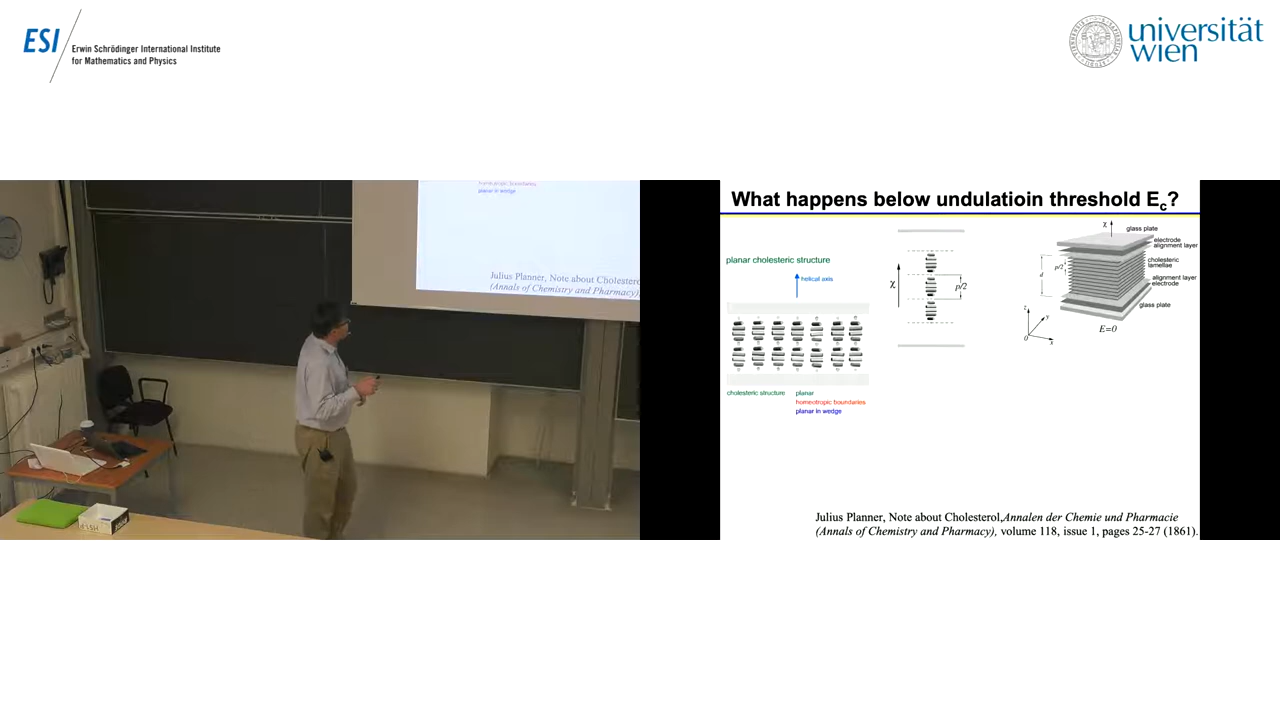 ESI
Erwin Schrödinger International Institute
for Mathematics and Physics
universität
wien
planar in wedge
Julius Planner, Note about Cholesterol
(Annals of Chemistry and Pharmacy),
What happens below undulatioin threshold Ec?
planar cholesteric structure
helical axis
χ
p/2
χ
glass plate
electrode
alignment layer
cholesteric
lamellae
p/2
d
alignment layer
electrode
glass plate
z
y
0
x
E=0
cholesteric structure
planar
homeotropic boundaries
planar in wedge
Julius Planner, Note about Cholesterol,Annalen der Chemie und Pharmacie
(Annals of Chemistry and Pharmacy), volume 118, issue 1, pages 25-27 (1861).